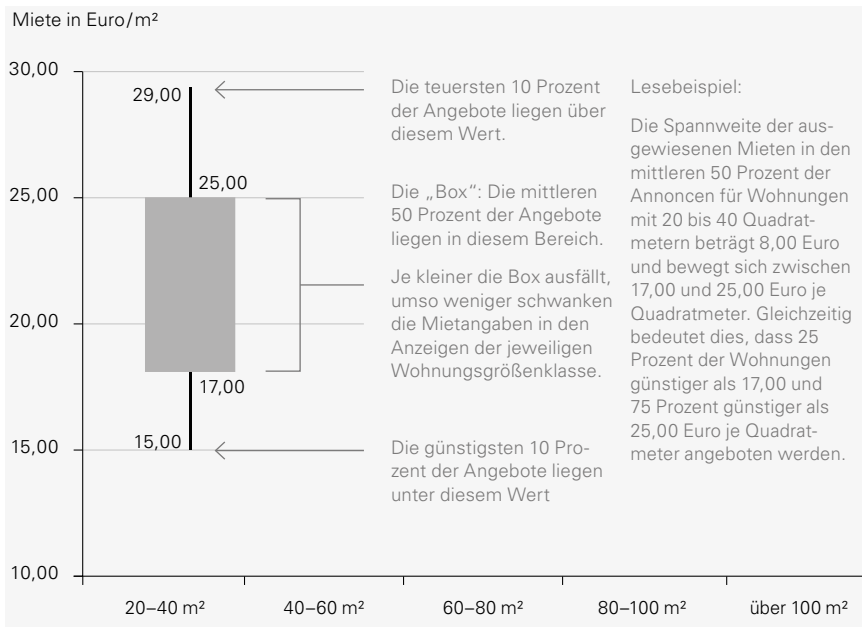 Miete in Euro/m²
30,00
29,00
Die teuersten 10 Prozent
der Angebote liegen über
diesem Wert.
25,00
25,00
Die „Box“: Die mittleren
50 Prozent der Angebote
liegen in diesem Bereich.
Je kleiner die Box ausfällt,
umso weniger schwanken
die Mietangaben in den
Anzeigen der jeweiligen
Wohnungsgrößenklasse.
20,00
17,00
15,00
15,00
Die günstigsten 10 Pro-
zent der Angebote liegen
unter diesem Wert
Lesebeispiel:
Die Spannweite der aus-
gewiesenen Mieten in den
mittleren 50 Prozent der
Annoncen für Wohnungen
mit 20 bis 40 Quadrat-
metern beträgt 8,00 Euro
und bewegt sich zwischen
17,00 und 25,00 Euro je
Quadratmeter. Gleichzeitig
bedeutet dies, dass 25
Prozent der Wohnungen
günstiger als 17,00 und
75 Prozent günstiger als
25,00 Euro je Quadrat-
meter angeboten werden.
10,00
20–40 m²
40–60 m²
60–80 m²
80–100 m²
über 100 m²